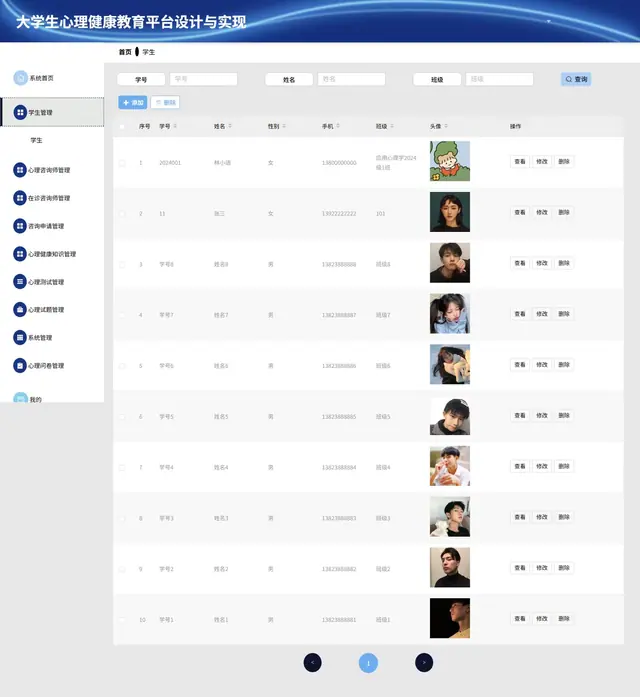 大学生心理健康教育平台设计与实现
首页 学生
系统首页
学生管理
学生
心理咨询师管理
在诊咨询师管理
咨询申请管理
心理健康知识管理
心理测试管理
心理试题管理
系统管理
心理问卷管理
我的
学号 学号 姓名 姓名 班级 班级 查询
添加 删除
序号 学号 姓名 性别 手机 班级 头像 操作
1 2024001 林小语 女 13800000000 应用心理学2024级1班 查看 修改 删除
2 11 张三 女 13922222222 101 查看 修改 删除
3 学号8 姓名8 男 13823888888 班级8 查看 修改 删除
4 学号7 姓名7 男 13823888887 班级7 查看 修改 删除
5 学号6 姓名6 男 13823888886 班级6 查看 修改 删除
6 学号5 姓名5 男 13823888885 班级5 查看 修改 删除
7 学号4 姓名4 男 13823888884 班级4 查看 修改 删除
8 学号3 姓名3 男 13823888883 班级3 查看 修改 删除
9 学号2 姓名2 男 13823888882 班级2 查看 修改 删除
10 学号1 姓名1 男 13823888881 班级1 查看 修改 删除
< 1 >